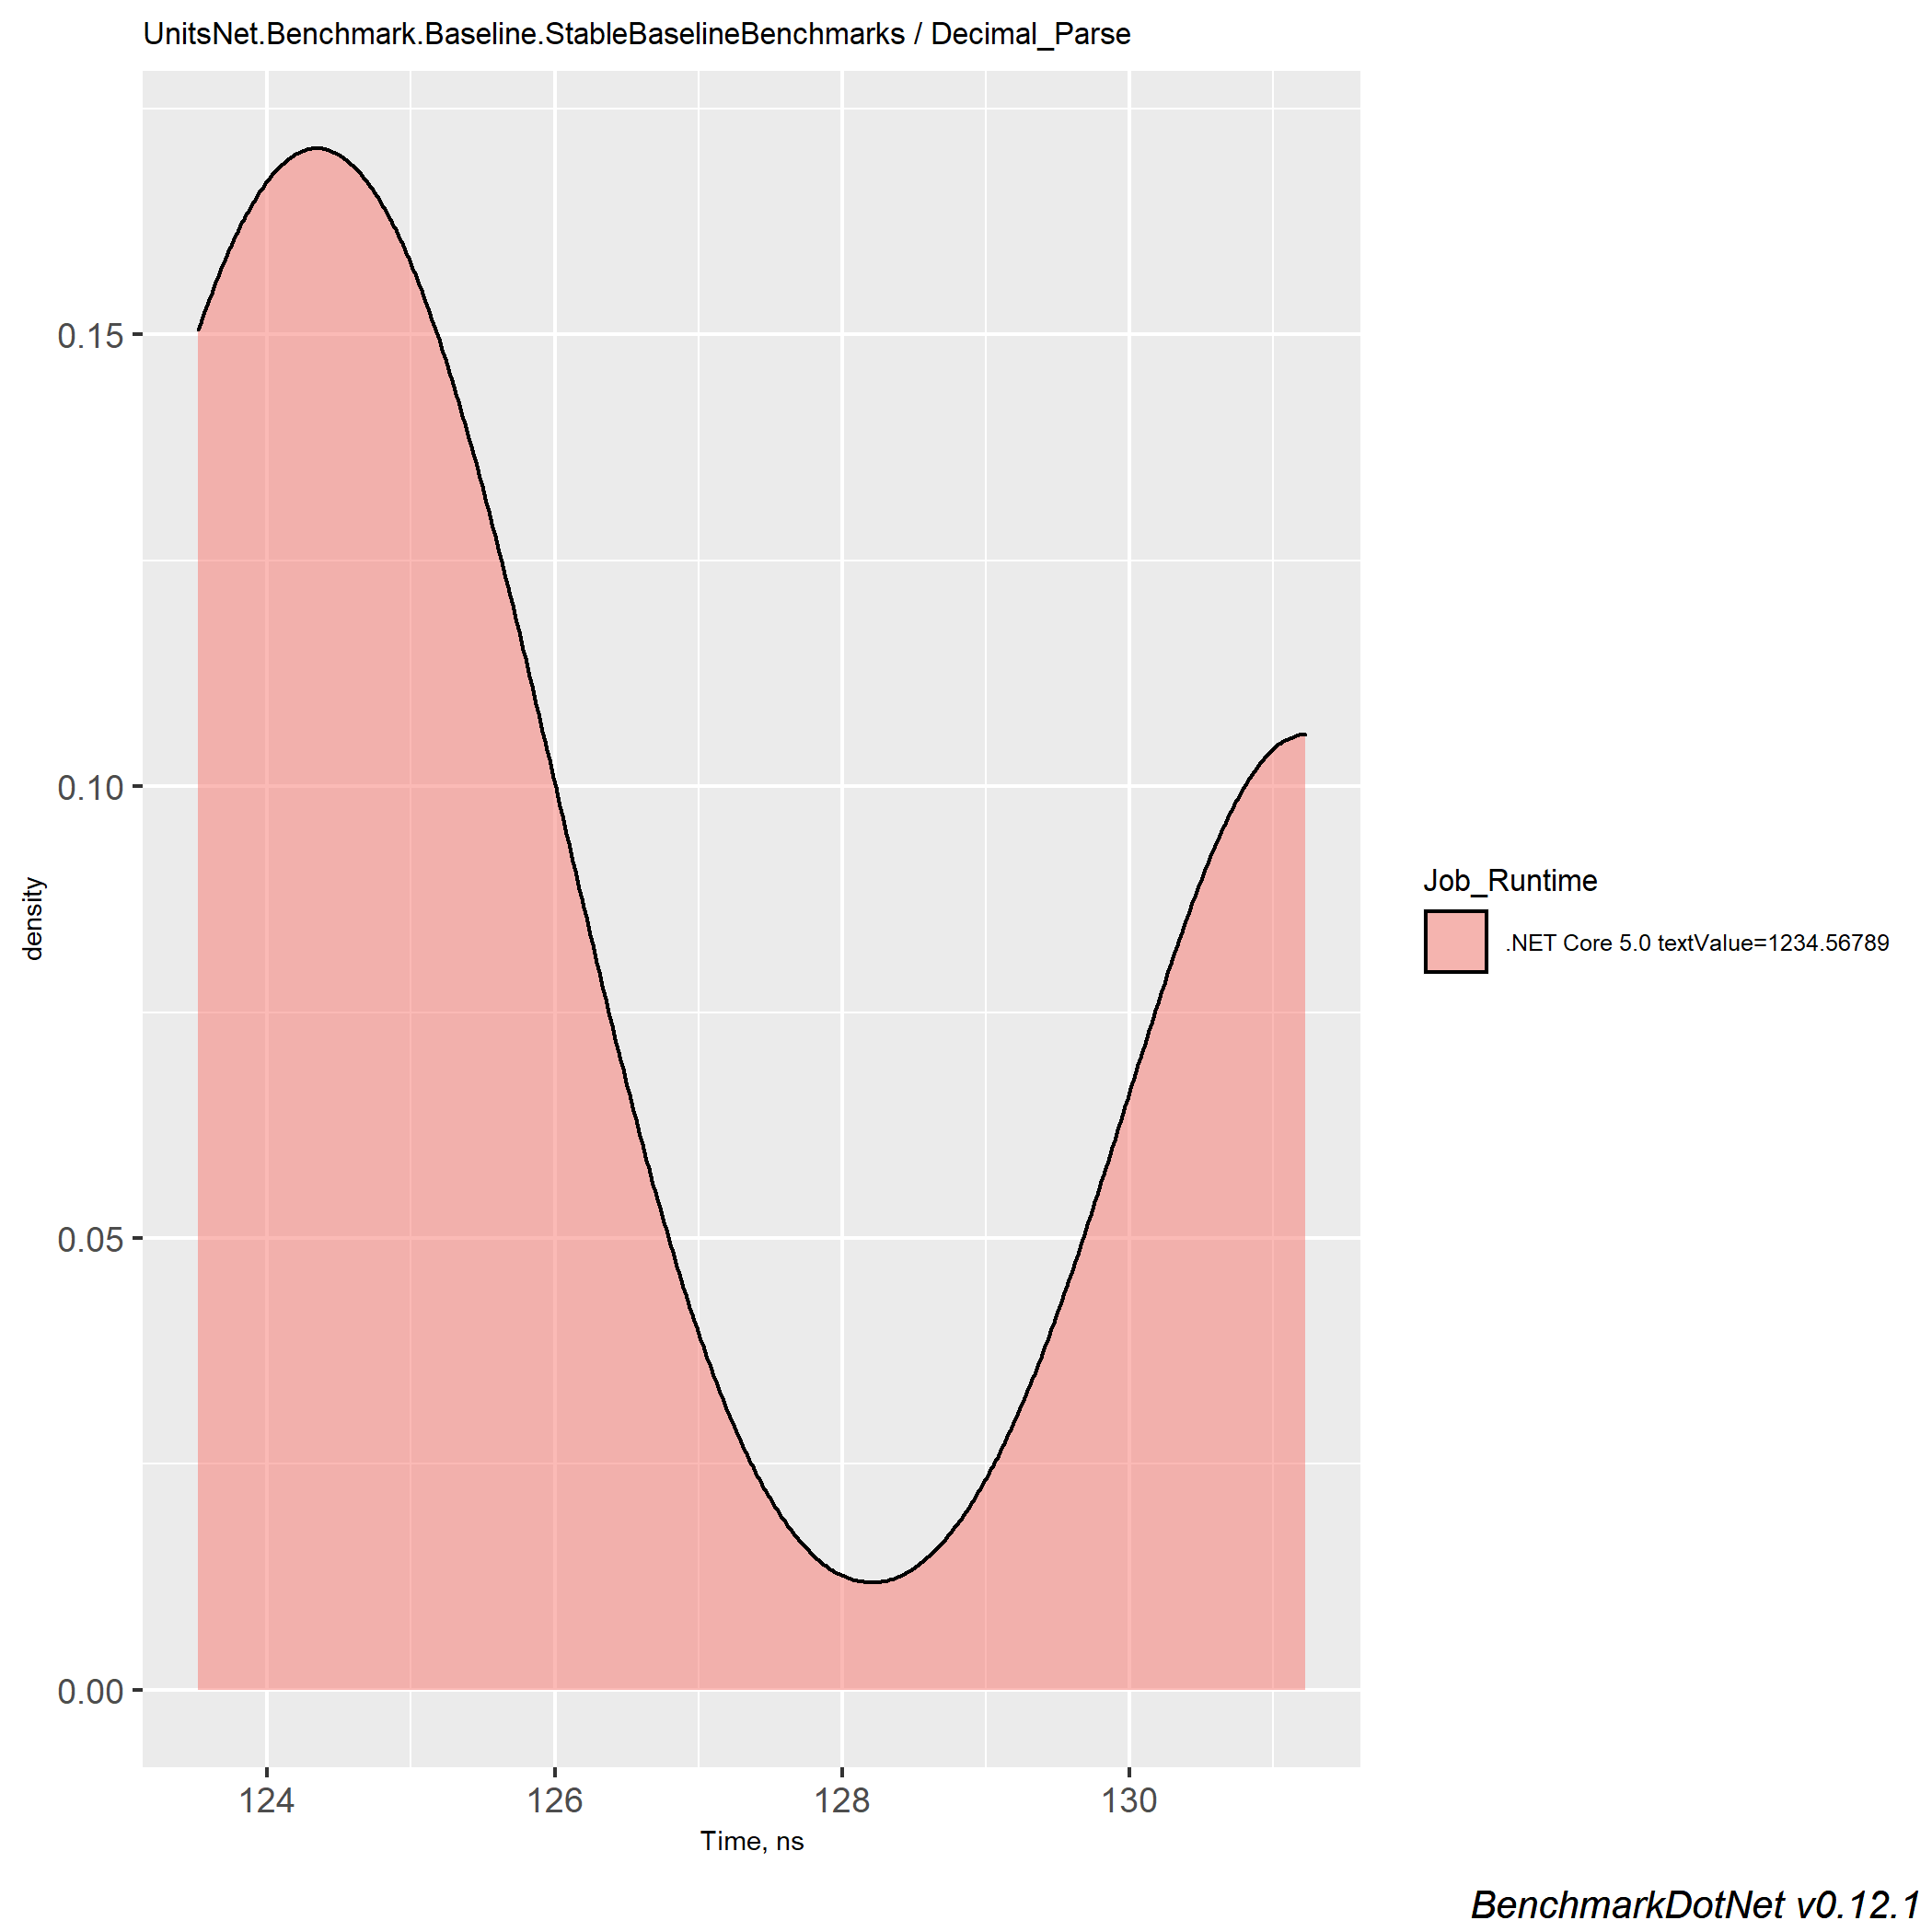 UnitsNet.Benchmark.Baseline.StableBaselineBenchmarks / Decimal_Parse
0.15
0.10
0.05
0.00
density
124 126 128 130
Time, ns
Job_Runtime
.NET Core 5.0 textValue=1234.56789
BenchmarkDotNet v0.12.1